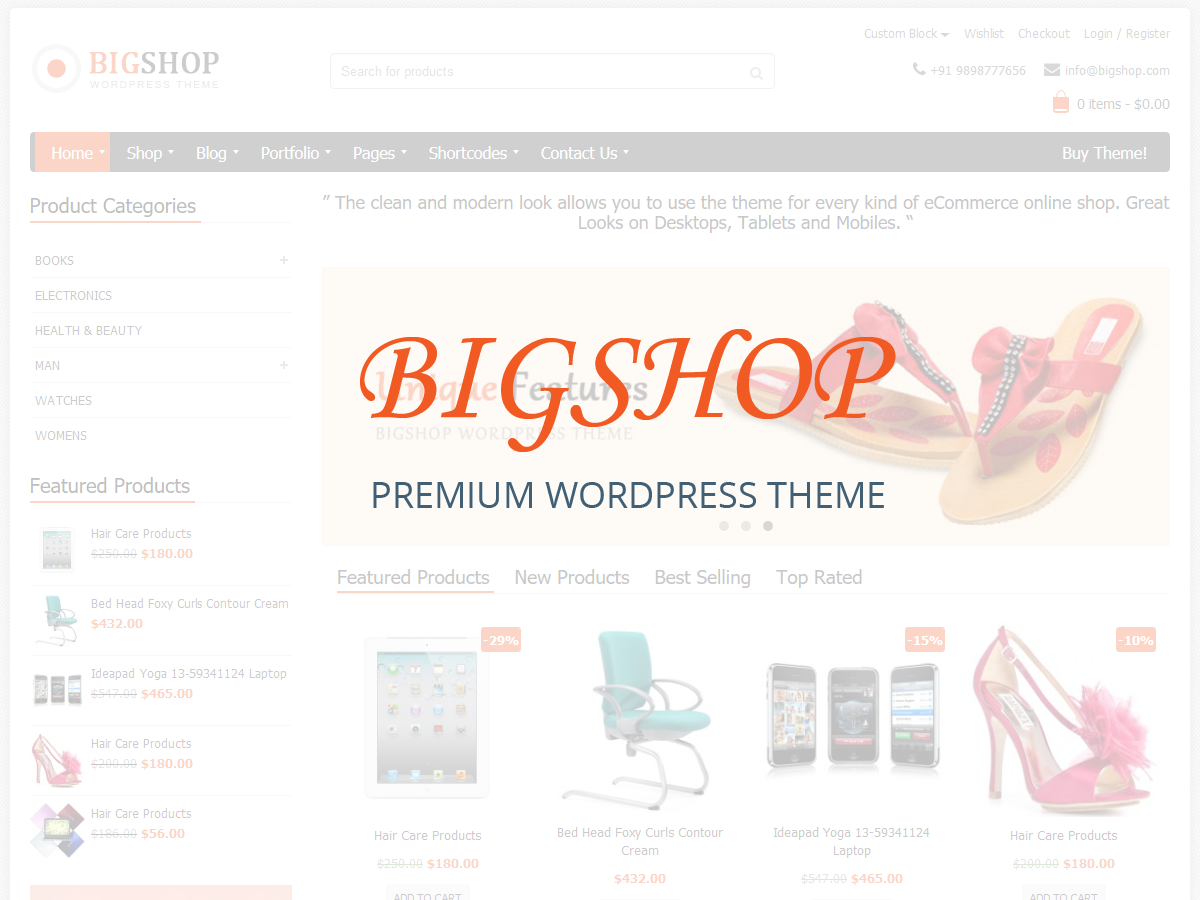 Custom Block Wishlist Checkout Login / Register
BIGSHOP
WORDPRESS THEME
Search for products
+91 9898777656 info@bigshop.com
0 items - $0.00
Home Shop Blog Portfolio Pages Shortcodes Contact Us Buy Theme!
Product Categories
BOOKS +
ELECTRONICS
HEALTH & BEAUTY
MAN +
WATCHES
WOMENS
Featured Products
Hair Care Products
$250.00 $180.00
Bed Head Foxy Curls Contour Cream
$432.00
Ideapad Yoga 13-59341124 Laptop
$547.00 $465.00
Hair Care Products
$200.00 $180.00
Hair Care Products
$186.00 $56.00
” The clean and modern look allows you to use the theme for every kind of eCommerce online shop. Great
Looks on Desktops, Tablets and Mobiles. “
Unique Features
BIGSHOP WORDPRESS THEME
BIGSHOP
PREMIUM WORDPRESS THEME
Featured Products New Products Best Selling Top Rated
-29%
-15%
-10%
Hair Care Products
$250.00 $180.00
ADD TO CART
Bed Head Foxy Curls Contour
Cream
$432.00
Ideapad Yoga 13-59341124
Laptop
$547.00 $465.00
Hair Care Products
$200.00 $180.00
ADD TO CART